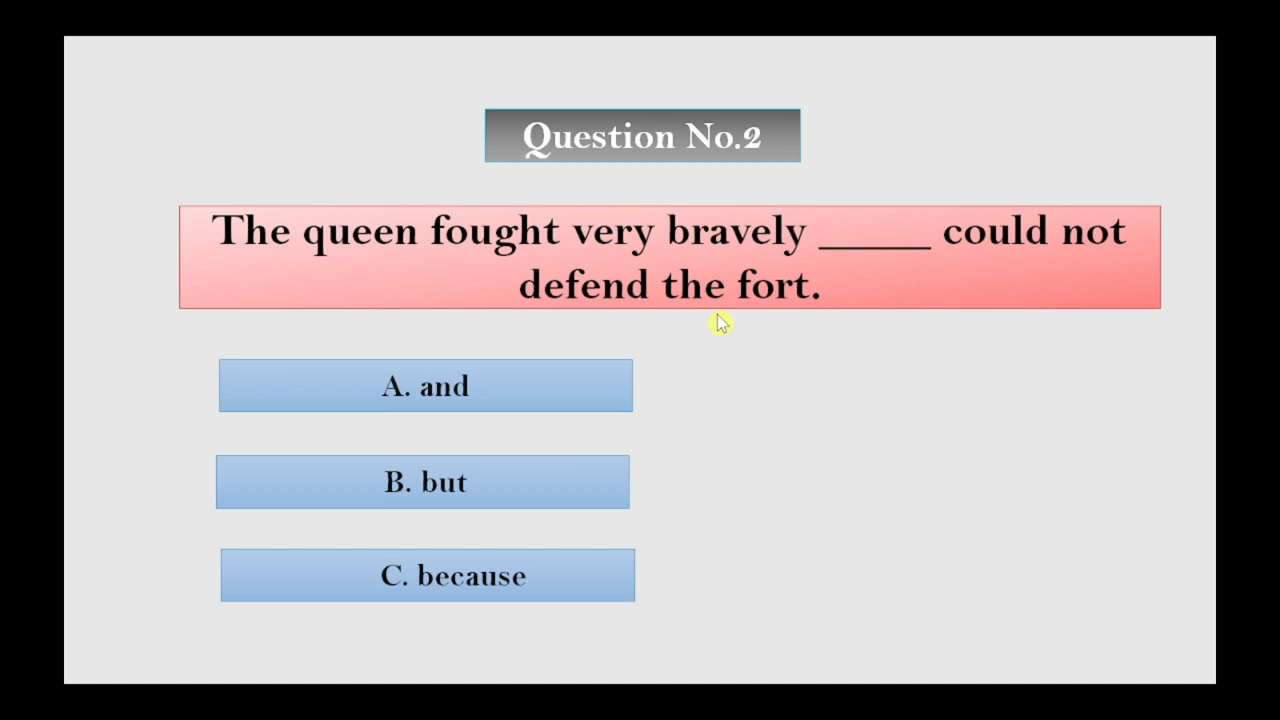 Question No.2
The queen fought very bravely _____ could not
defend the fort.
A. and
B. but
C. because